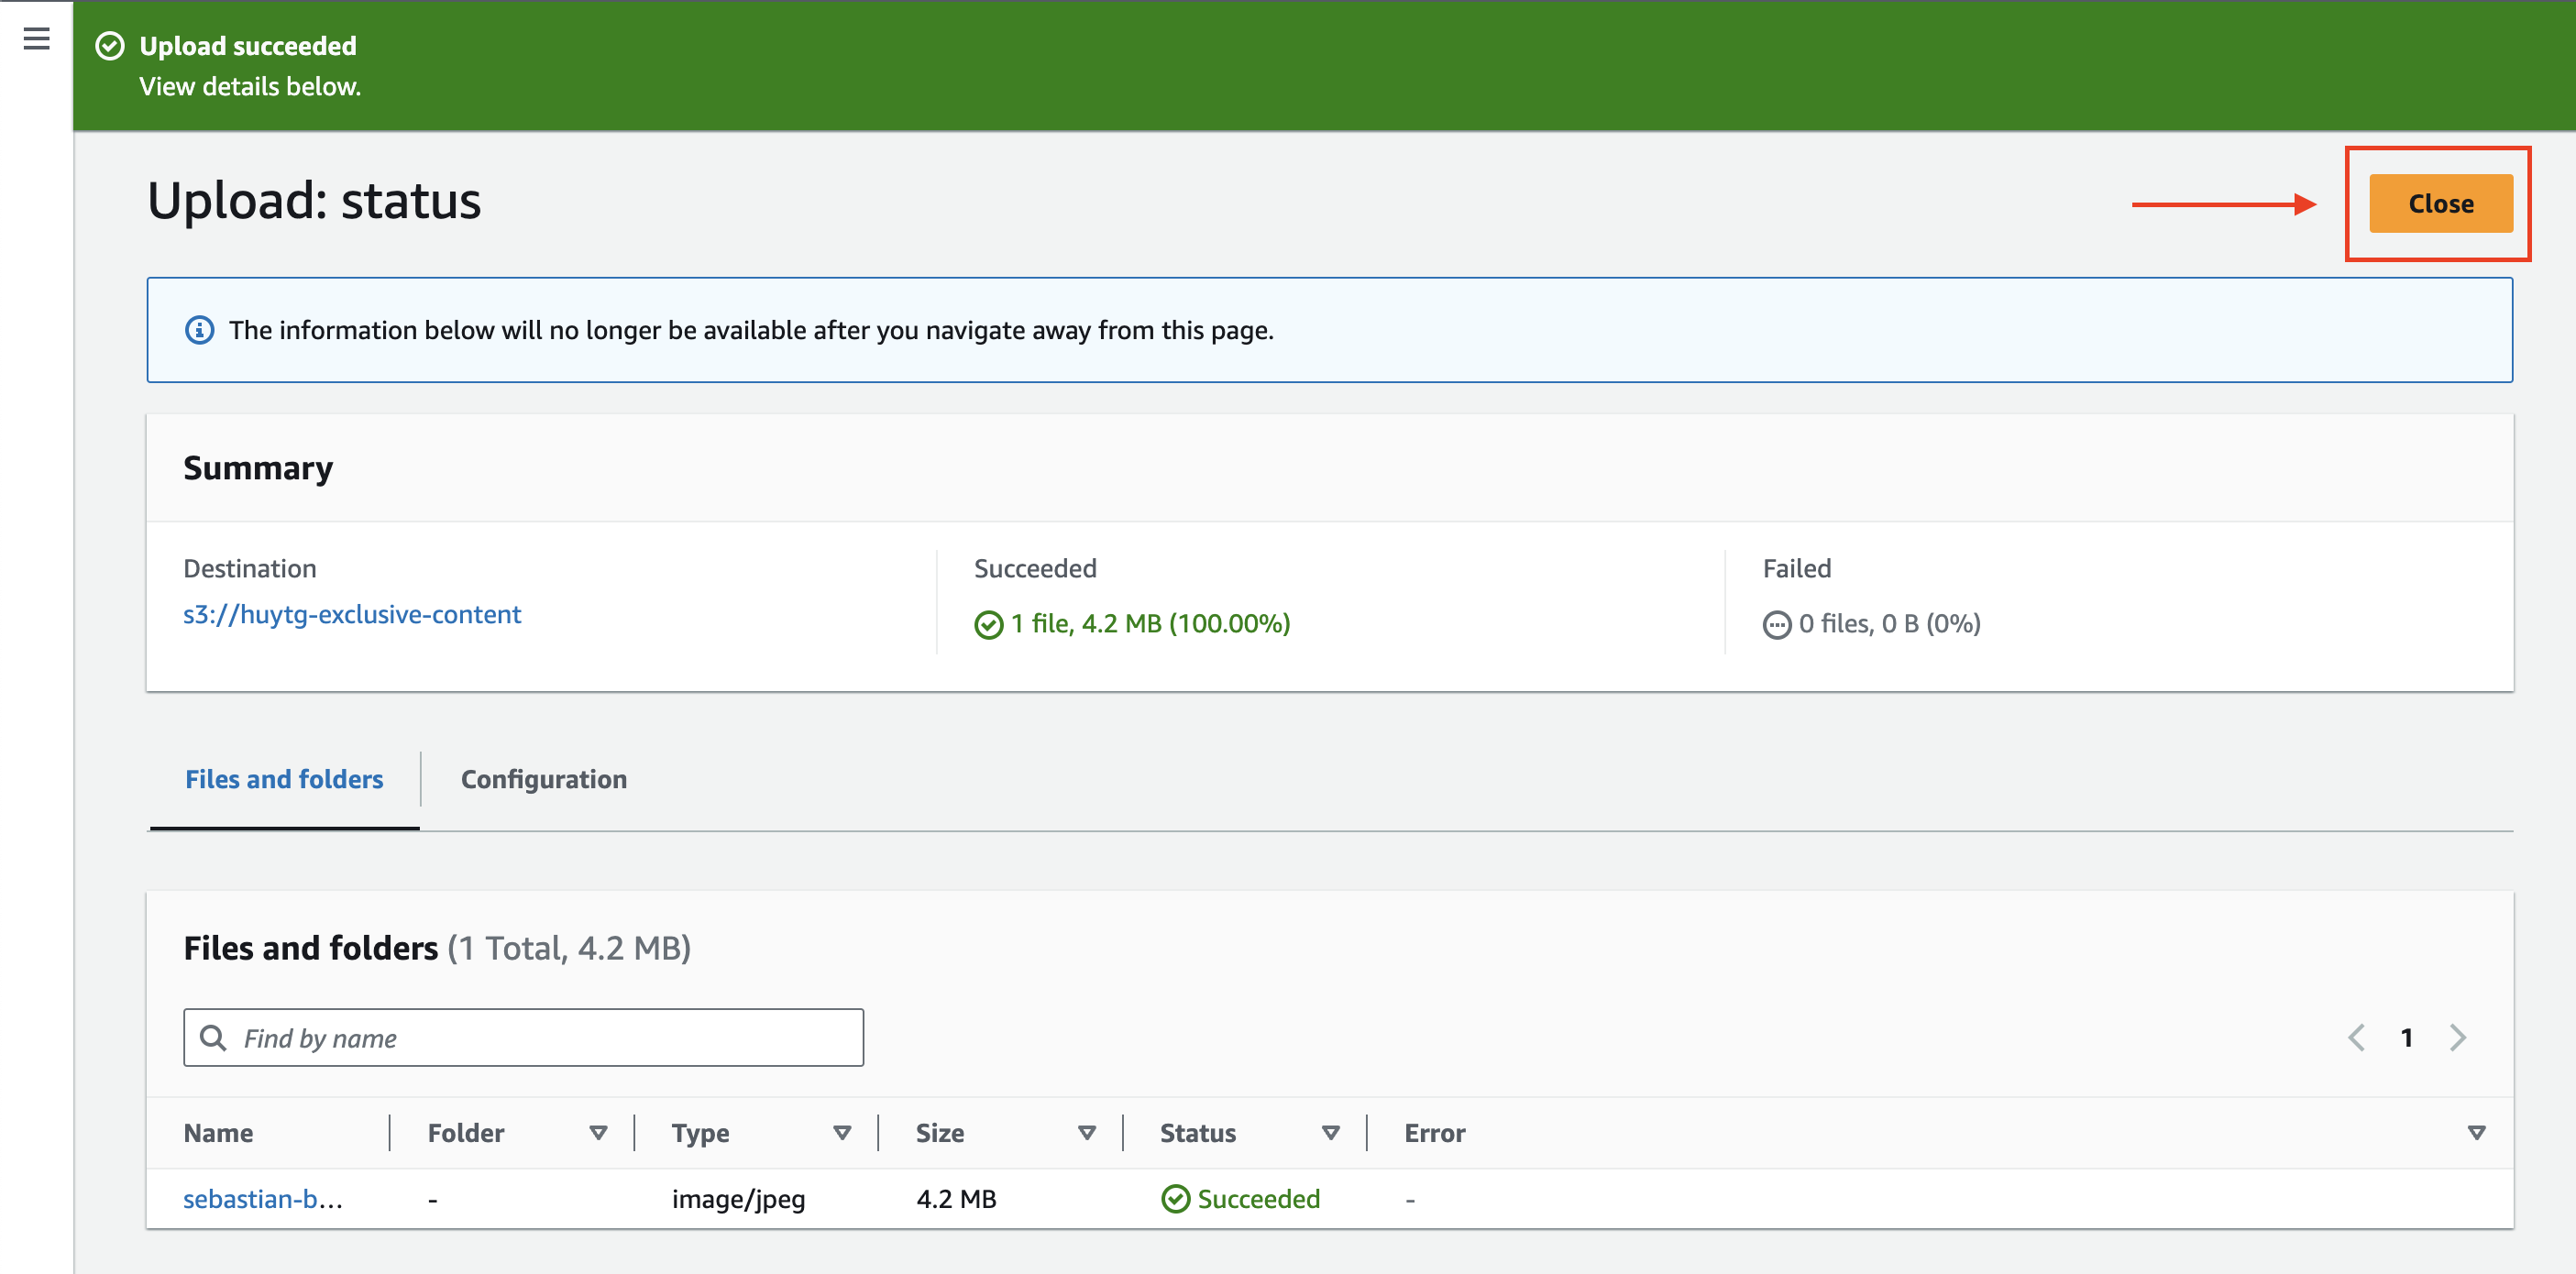 Upload succeeded
View details below.
Upload: status
Close
The information below will no longer be available after you navigate away from this page.
Summary
Destination
s3://huytg-exclusive-content
Succeeded
1 file, 4.2 MB (100.00%)
Failed
0 files, 0 B (0%)
Files and folders
Configuration
Files and folders (1 Total, 4.2 MB)
Find by name
1
Name Folder Type Size Status Error
sebastian-b... - image/jpeg 4.2 MB Succeeded -